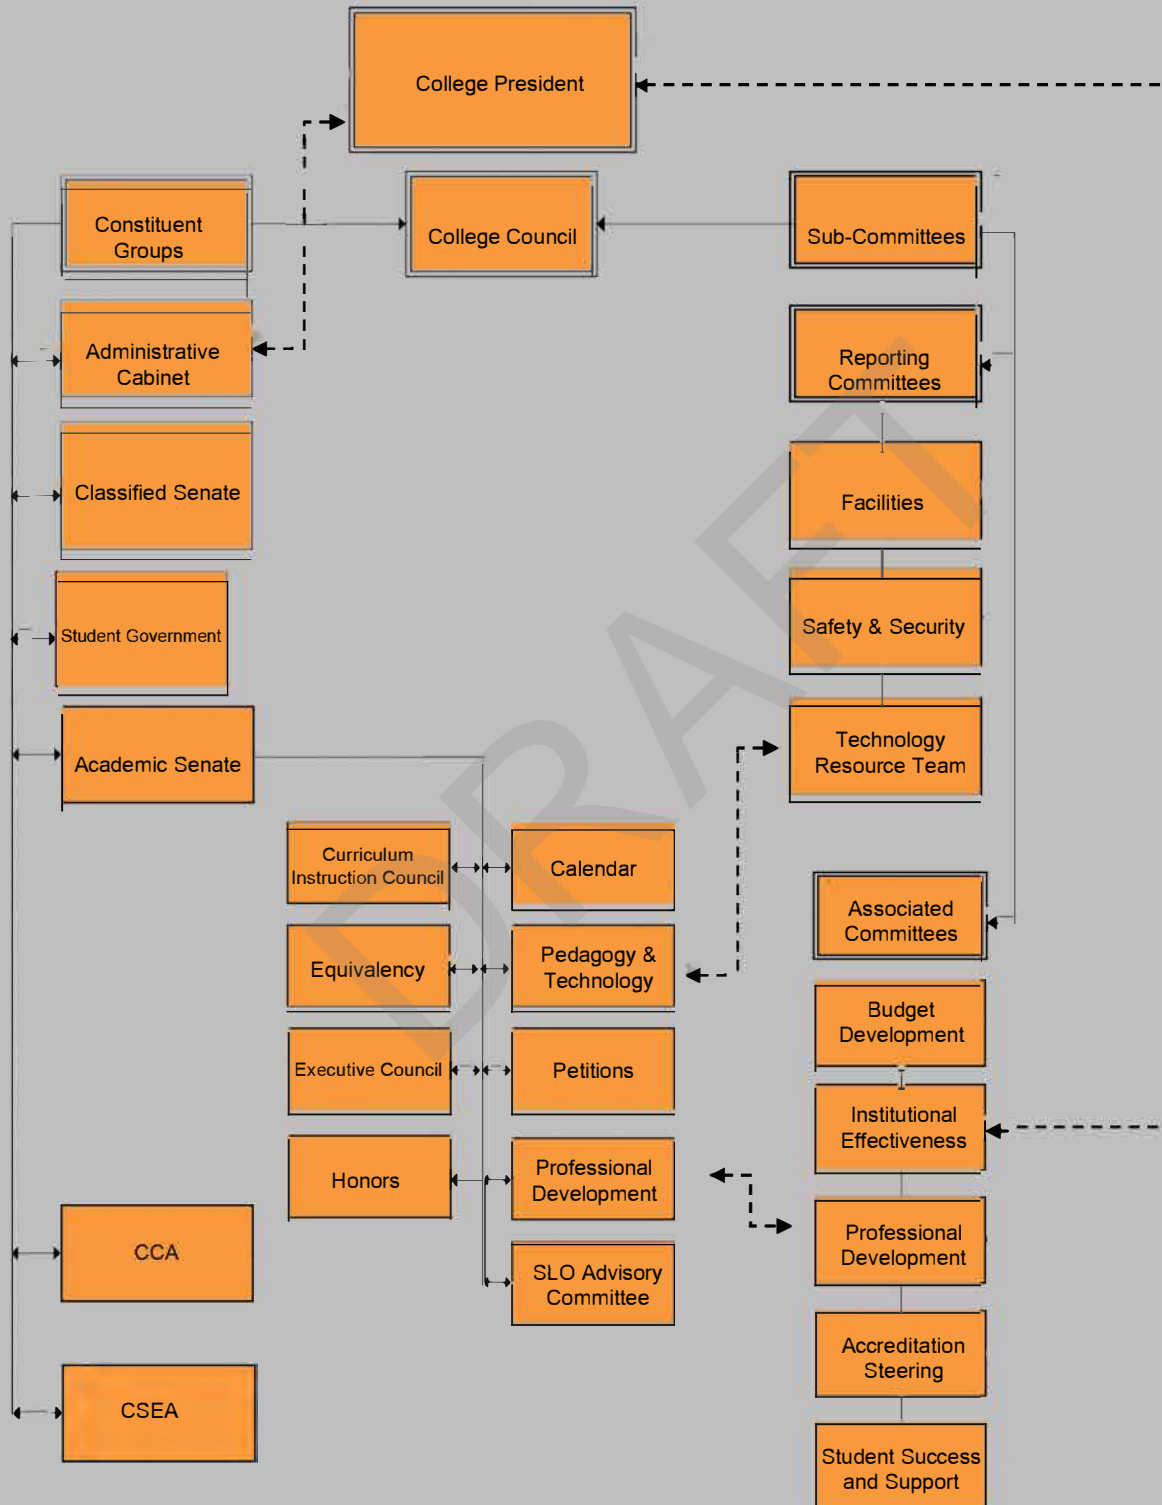 College President
Constituent
Groups
College Council
Sub-Committees
Administrative
Cabinet
Reporting
Committees
Classified Senate
Facilities
Student Government
Safety & Security
Academic Senate
Technology
Resource Team
Curriculum
Instruction Council
Calendar
Associated
Committees
Equivalency
Pedagogy &
Technology
Budget
Development
Executive Council
Petitions
Institutional
Effectiveness
Honors
Professional
Development
Professional
Development
CCA
SLO Advisory
Committee
Accreditation
Steering
CSEA
Student Success
and Support
DRAFT